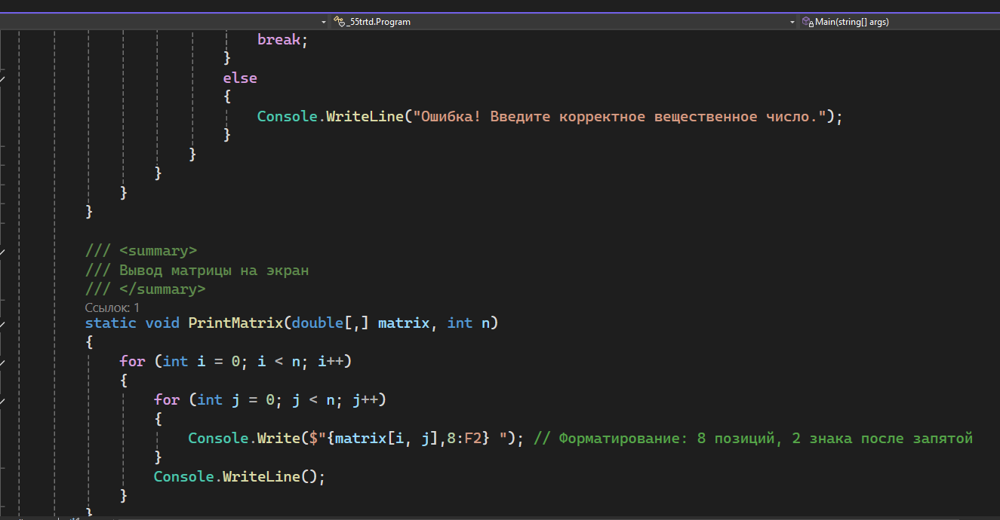 _55trtd.Program Main(string[] args)
break;
}
else
{
Console.WriteLine("Ошибка! Введите корректное вещественное число.");
}
}
}
}
}
/// <summary>
/// Вывод матрицы на экран
/// </summary>
Ссылок: 1
static void PrintMatrix(double[,] matrix, int n)
{
for (int i = 0; i < n; i++)
{
for (int j = 0; j < n; j++)
{
Console.Write($"{matrix[i, j],8:F2} "); // Форматирование: 8 позиций, 2 знака после запятой
}
Console.WriteLine();
}
}